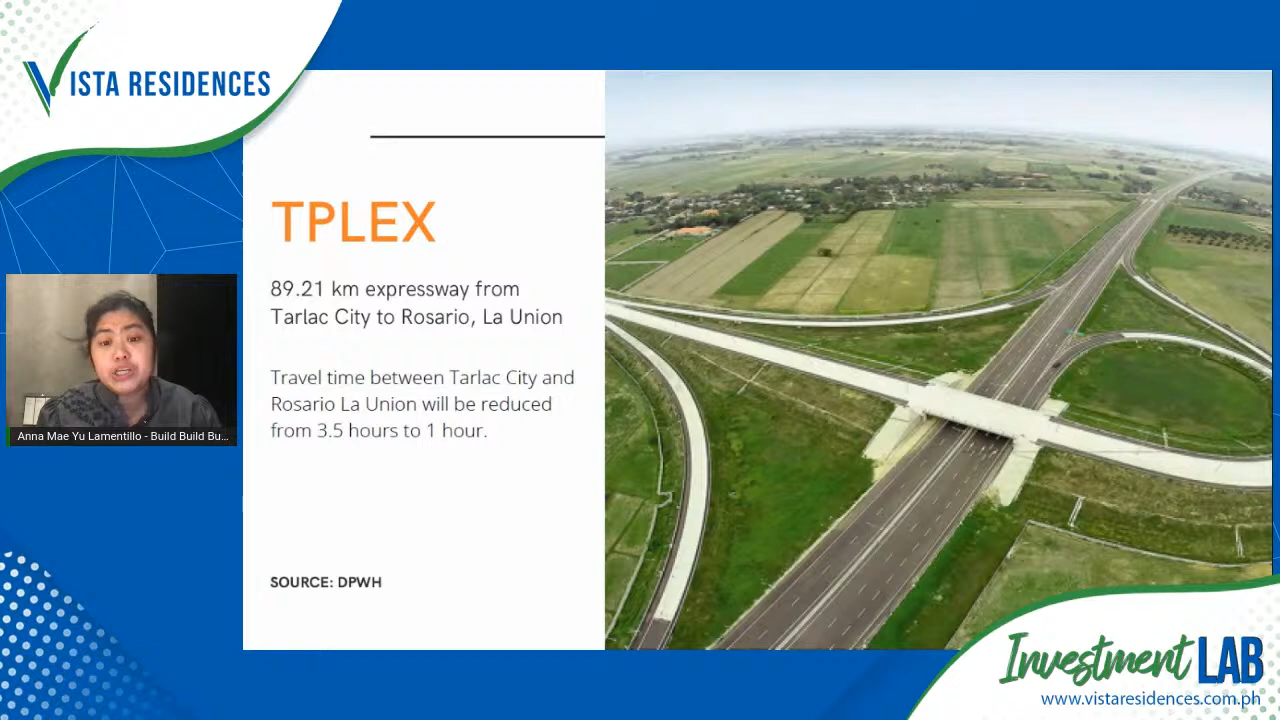 VISTA RESIDENCES
TPLEX
89.21 km expressway from
Tarlac City to Rosario, La Union
Travel time between Tarlac City and
Rosario La Union will be reduced
from 3.5 hours to 1 hour.
SOURCE: DPWH
Anna Mae Yu Lamentillo - Build Build Bu...
Investment LAB
www.vistaresidences.com.ph